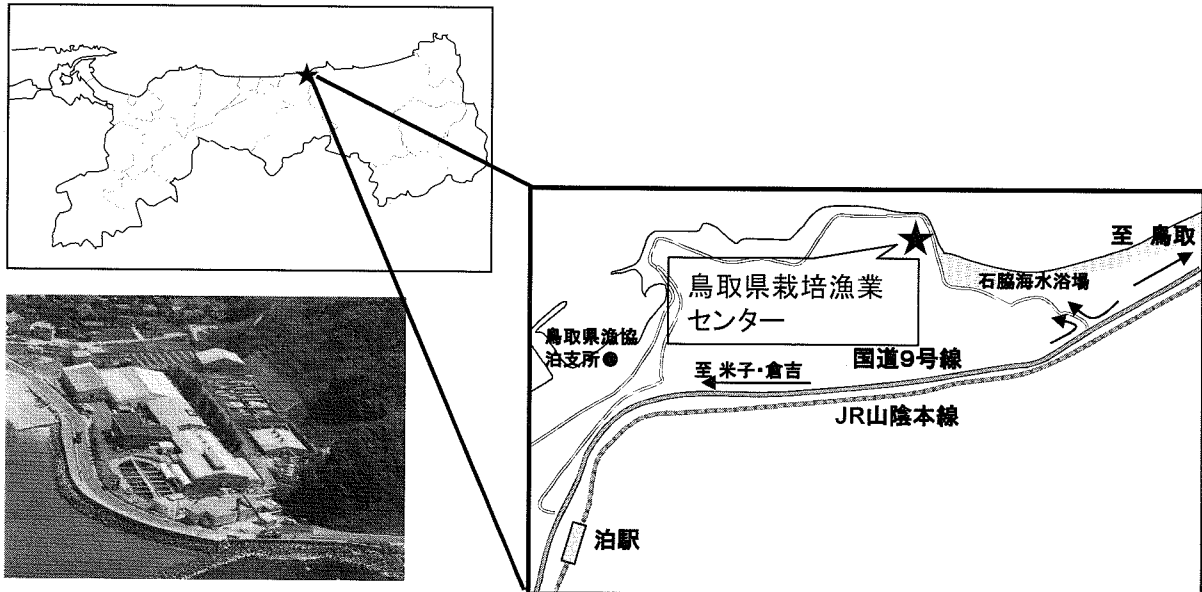 至 鳥取
石脇海水浴場
鳥取県栽培漁業
センター
鳥取県漁協
泊支所
国道9号線
至 米子・倉吉
JR山陰本線
泊駅